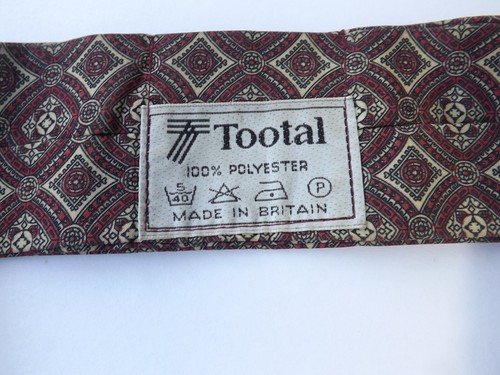 Tootal
100% POLYESTER
5
40 P
MADE IN BRITAIN